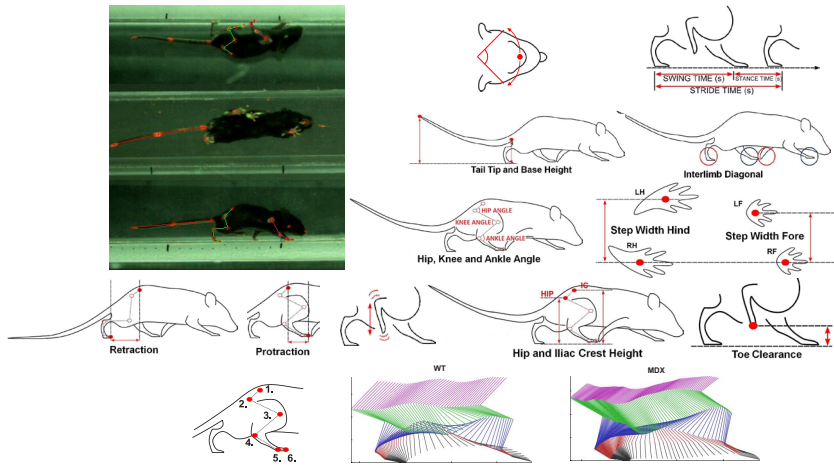 SWING TIME (s)
STANCE TIME (s)
STRIDE TIME (s)
Tail Tip and Base Height
Interlimb Diagonal
HIP ANGLE
KNEE ANGLE
ANKLE ANGLE
Hip, Knee and Ankle Angle
LH
LF
Step Width Hind
Step Width Fore
RH
RF
Retraction
Protraction
HIP
IC
Hip and Iliac Crest Height
Toe Clearance
1.
2.
3.
4.
5.
6.
WT
MDX